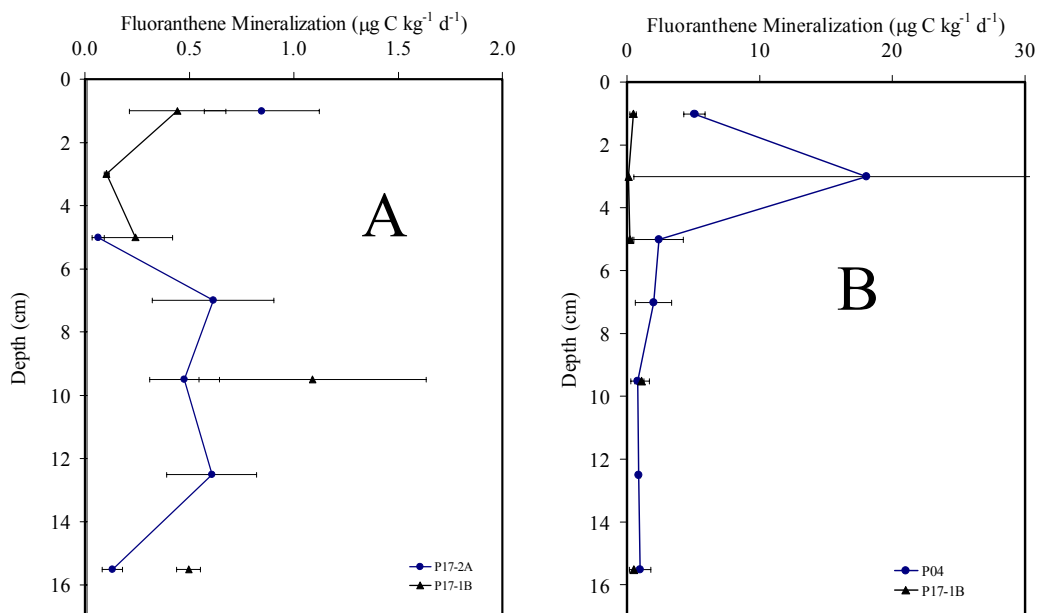 Fluoranthene Mineralization (µg C kg⁻¹ d⁻¹)
0.0 0.5 1.0 1.5 2.0
0
2
4
6
8
10
12
14
16
Depth (cm)
A
P17-2A
P17-1B
Fluoranthene Mineralization (µg C kg⁻¹ d⁻¹)
0 10 20 30
0
2
4
6
8
10
12
14
16
Depth (cm)
B
P04
P17-1B